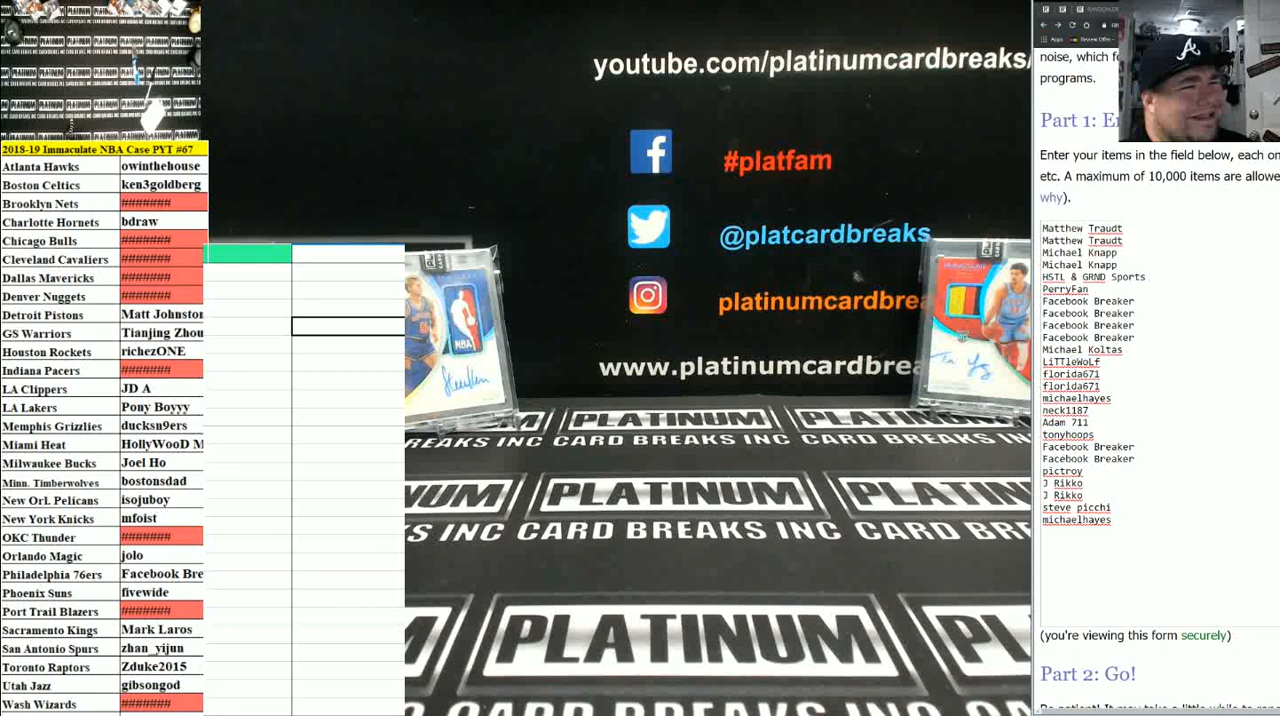 youtube.com/platinumcardbreaks/
#platfam
@platcardbreaks
platinumcardbrea
www.platinumcardbrea
2018-19 Immaculate NBA Case PYT #67
Atlanta Hawks owinthehouse
Boston Celtics ken3goldberg
Brooklyn Nets #######
Charlotte Hornets bdraw
Chicago Bulls #######
Cleveland Cavaliers #######
Dallas Mavericks #######
Denver Nuggets #######
Detroit Pistons Matt Johnston
GS Warriors Tianjing Zhou
Houston Rockets richezONE
Indiana Pacers #######
LA Clippers JD A
LA Lakers Pony Boyyy
Memphis Grizzlies ducksn9ers
Miami Heat HollyWooD M
Milwaukee Bucks Joel Ho
Minn. Timberwolves bostonsdad
New Orl. Pelicans isojuboy
New York Knicks mfoist
OKC Thunder #######
Orlando Magic jolo
Philadelphia 76ers Facebook Bre
Phoenix Suns fivewide
Port Trail Blazers #######
Sacramento Kings Mark Laros
San Antonio Spurs zhan_yijun
Toronto Raptors Zduke2015
Utah Jazz gibsongod
Wash Wizards #######
NBA
PLATINUM PLATINUM PLATINUM
BREAKS INC CARD BREAKS INC CARD BREAKS INC
NUM PLATINUM PLATIN
S INC CARD BREAKS INC CARD BREAKS INC CARD
PLATINUM
Apps Review Offer -
noise, which fo
programs.
Part 1: En
Enter your items in the field below, each on
etc. A maximum of 10,000 items are allowe
why).
Matthew Traudt
Matthew Traudt
Michael Knapp
Michael Knapp
HSTL & GRND Sports
PerryFan
Facebook Breaker
Facebook Breaker
Facebook Breaker
Facebook Breaker
Michael Koltas
LiTTleWoLf
florida671
florida671
michaelhayes
neck1187
Adam 711
tonyhoops
Facebook Breaker
Facebook Breaker
pictroy
J Rikko
J Rikko
steve picchi
michaelhayes
(you're viewing this form securely)
Part 2: Go!